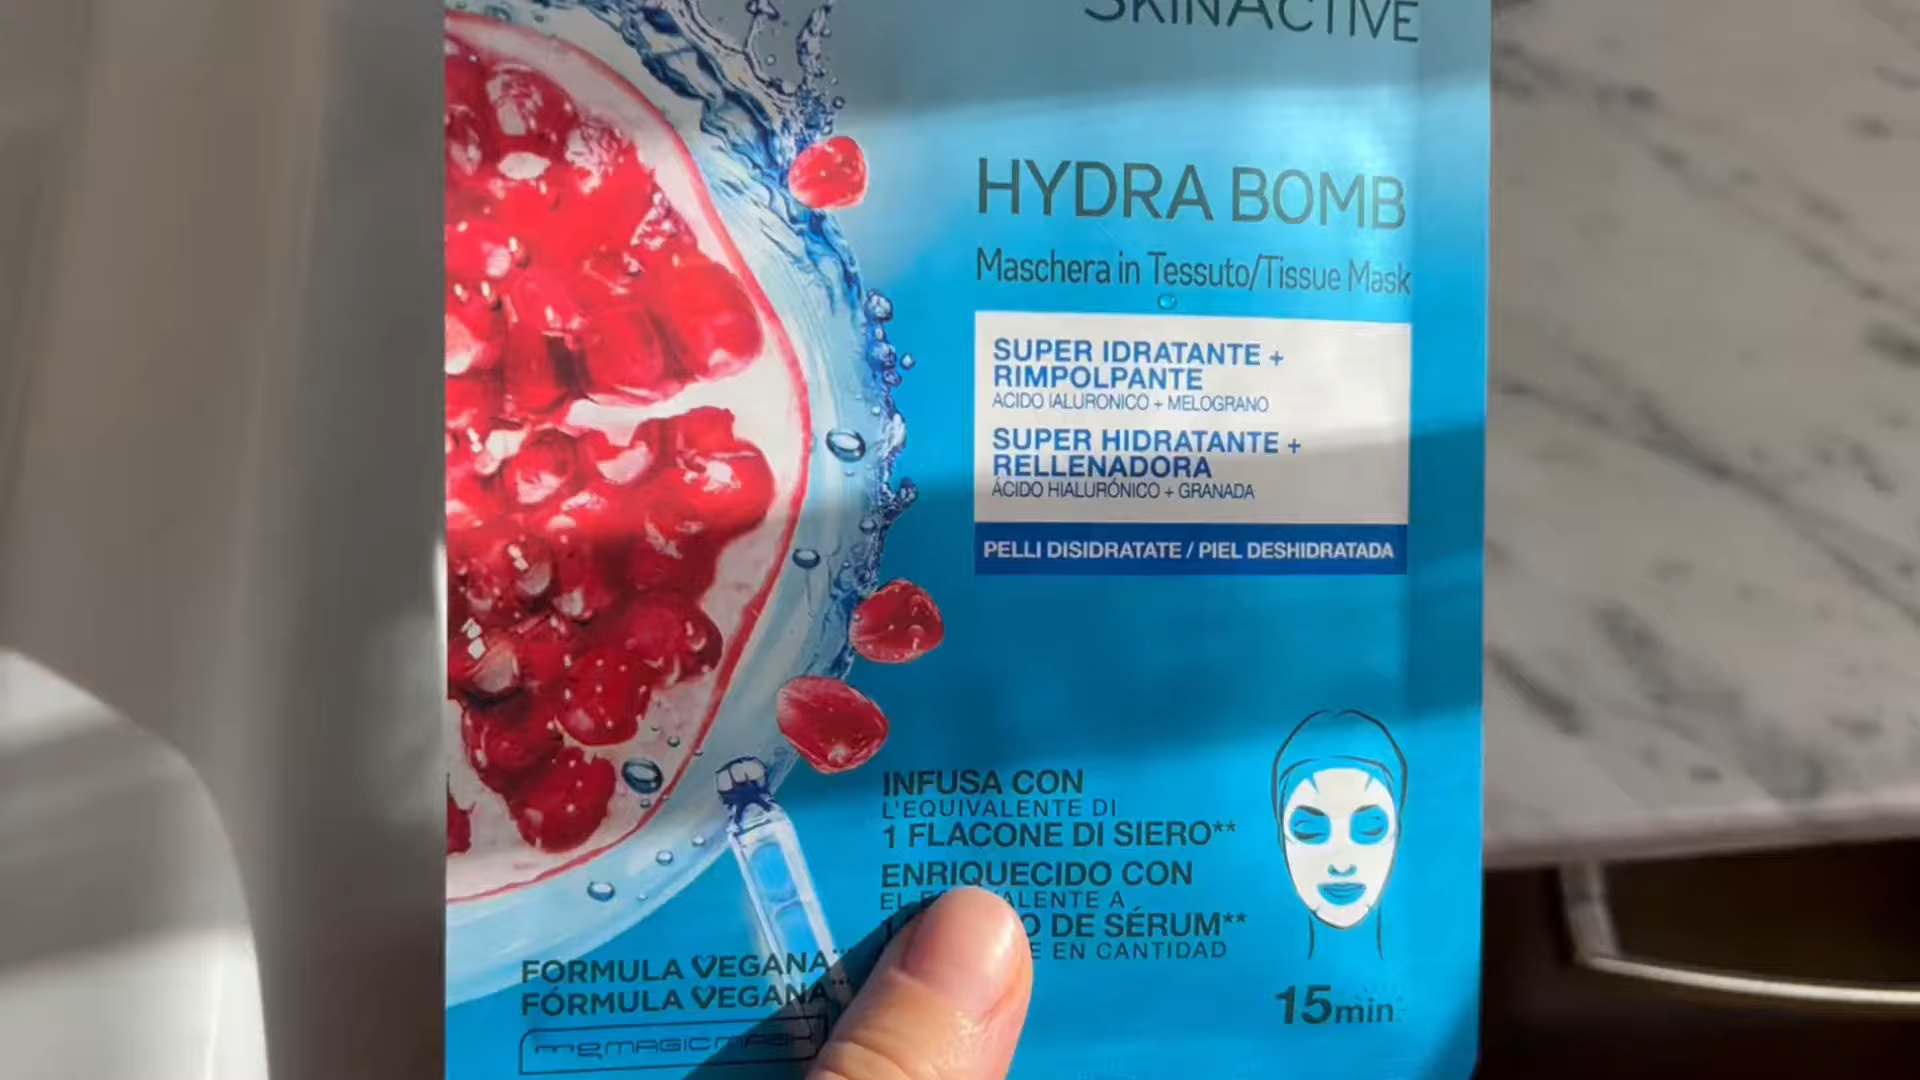 SKINACTIVE
HYDRA BOMB
Maschera in Tessuto/Tissue Mask
SUPER IDRATANTE +
RIMPOLPANTE
ACIDO IALURONICO + MELOGRANO
SUPER HIDRATANTE +
RELLENADORA
ÁCIDO HIALURÓNICO + GRANADA
PELLI DISIDRATATE / PIEL DESHIDRATADA
INFUSA CON
L'EQUIVALENTE DI
1 FLACONE DI SIERO**
ENRIQUECIDO CON
EL A
DE SÉRUM**
EN CANTIDAD
15min
FORMULA VEGANA
FÓRMULA VEGANA